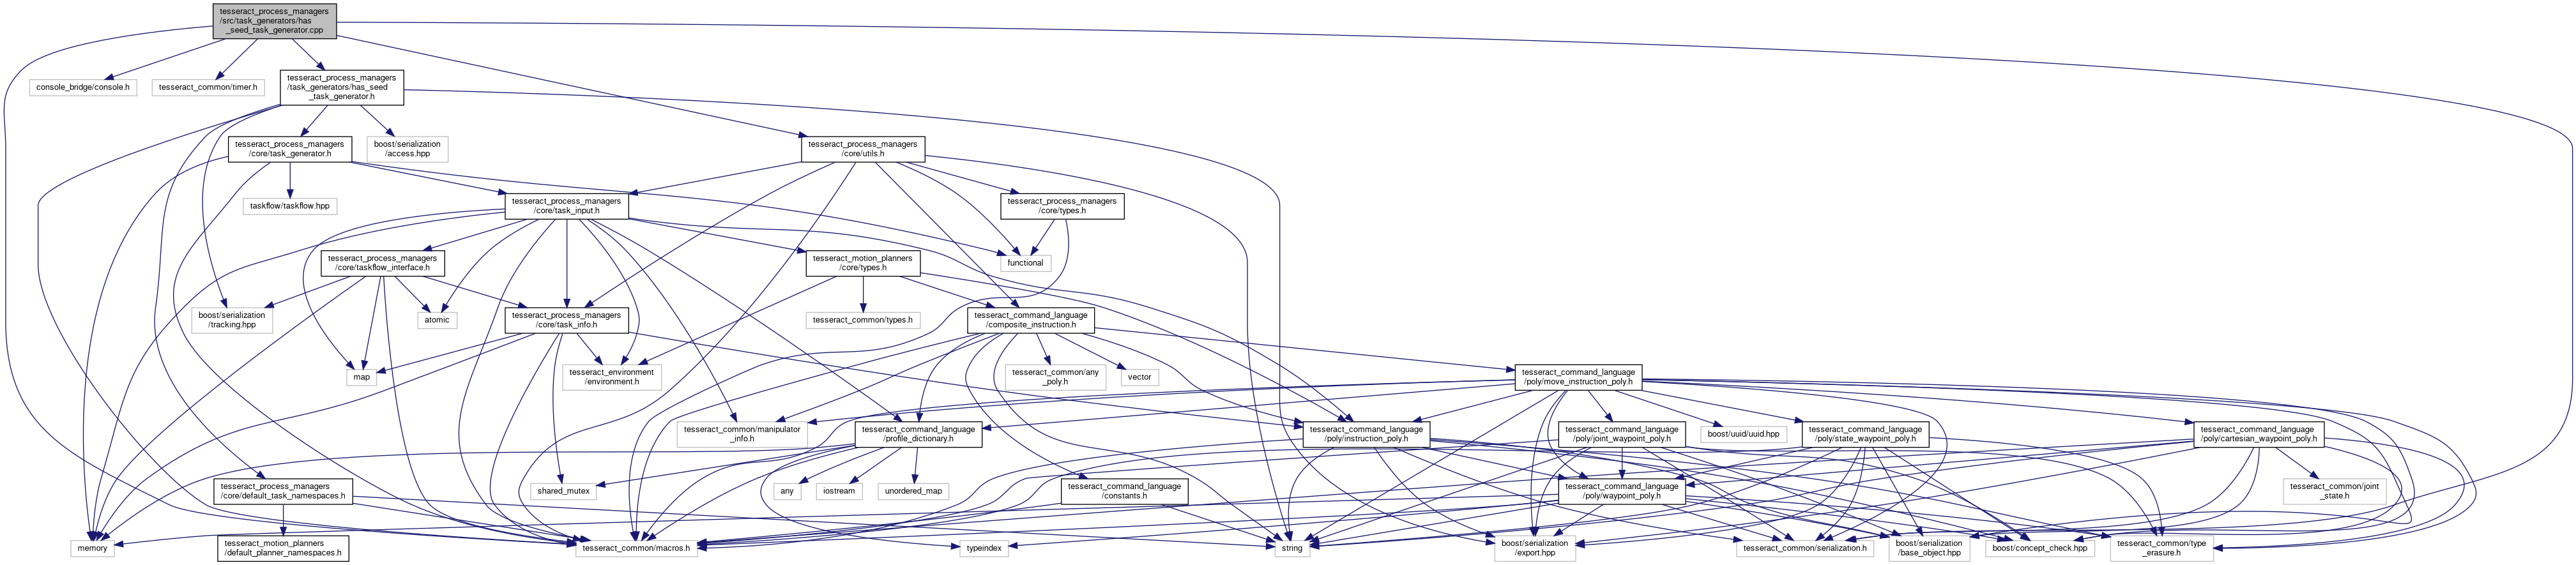 tesseract_process_managers
/src/task_generators/has
_seed_task_generator.cpp
console_bridge/console.h
tesseract_common/timer.h
tesseract_process_managers
/task_generators/has_seed
_task_generator.h
tesseract_process_managers
/core/task_generator.h
boost/serialization
/access.hpp
tesseract_process_managers
/core/utils.h
taskflow/taskflow.hpp
tesseract_process_managers
/core/task_input.h
tesseract_process_managers
/core/types.h
tesseract_process_managers
/core/taskflow_interface.h
tesseract_motion_planners
/core/types.h
functional
boost/serialization
/tracking.hpp
atomic
tesseract_process_managers
/core/task_info.h
tesseract_common/types.h
tesseract_command_language
/composite_instruction.h
map
tesseract_environment
/environment.h
tesseract_common/any
_poly.h
vector
tesseract_command_language
/poly/move_instruction_poly.h
tesseract_common/manipulator
_info.h
tesseract_command_language
/profile_dictionary.h
tesseract_command_language
/poly/instruction_poly.h
tesseract_command_language
/poly/joint_waypoint_poly.h
boost/uuid/uuid.hpp
tesseract_command_language
/poly/state_waypoint_poly.h
tesseract_command_language
/poly/cartesian_waypoint_poly.h
tesseract_process_managers
/core/default_task_namespaces.h
shared_mutex
any
iostream
unordered_map
tesseract_command_language
/constants.h
tesseract_command_language
/poly/waypoint_poly.h
tesseract_common/joint
_state.h
memory
tesseract_motion_planners
/default_planner_namespaces.h
tesseract_common/macros.h
typeindex
string
boost/serialization
/export.hpp
tesseract_common/serialization.h
boost/serialization
/base_object.hpp
boost/concept_check.hpp
tesseract_common/type
_erasure.h